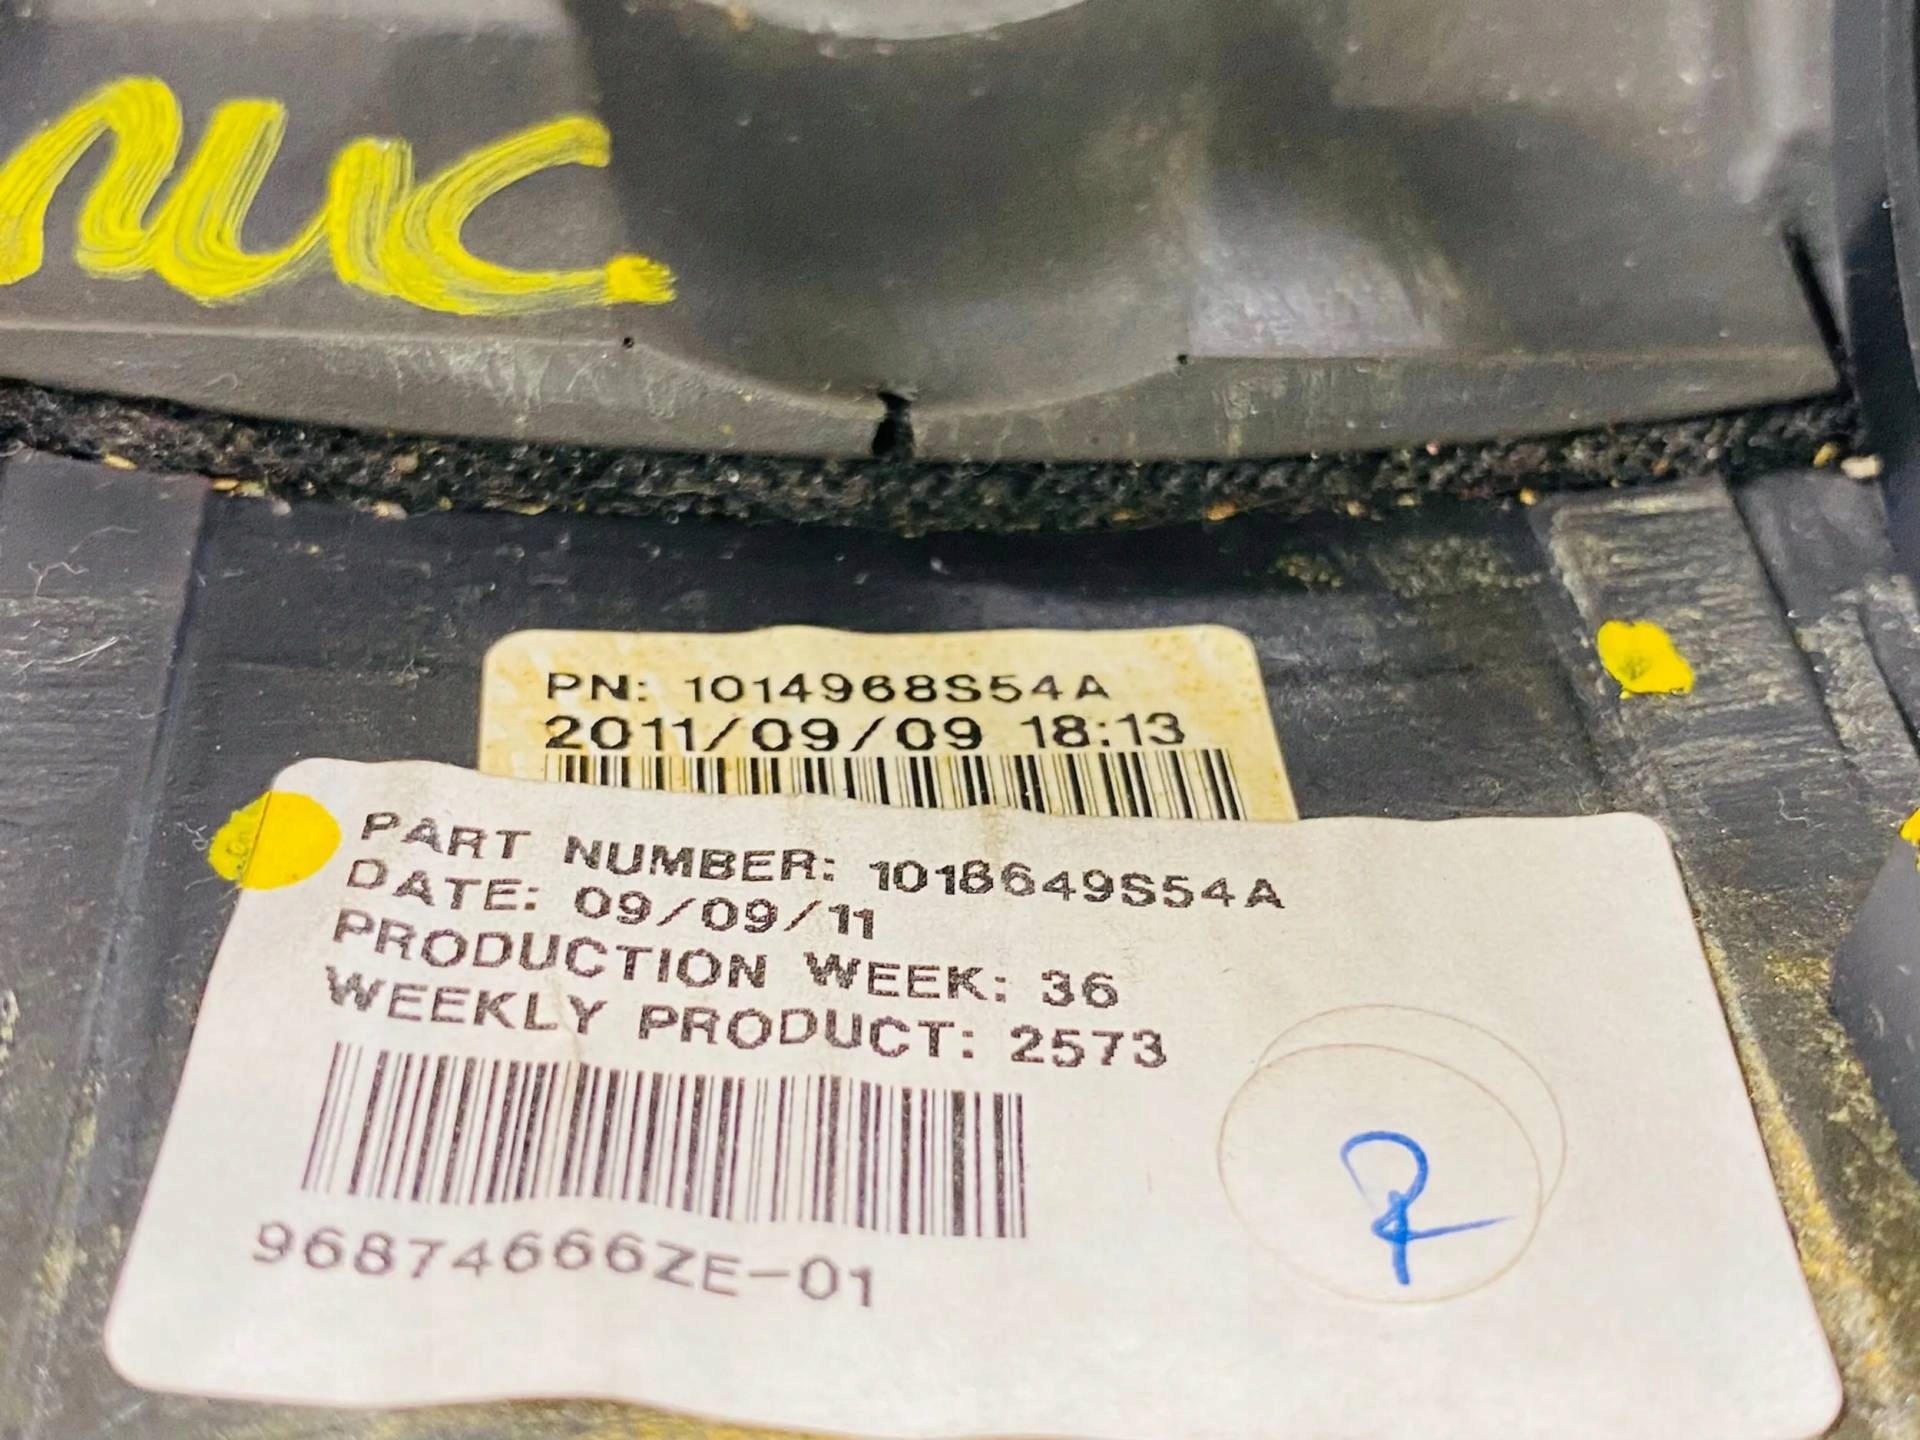 PN: 1014968S54A
2011/09/09 18:13
PART NUMBER: 1018649S54A
DATE: 09/09/11
PRODUCTION WEEK: 36
WEEKLY PRODUCT: 2573
96874666ZE-01